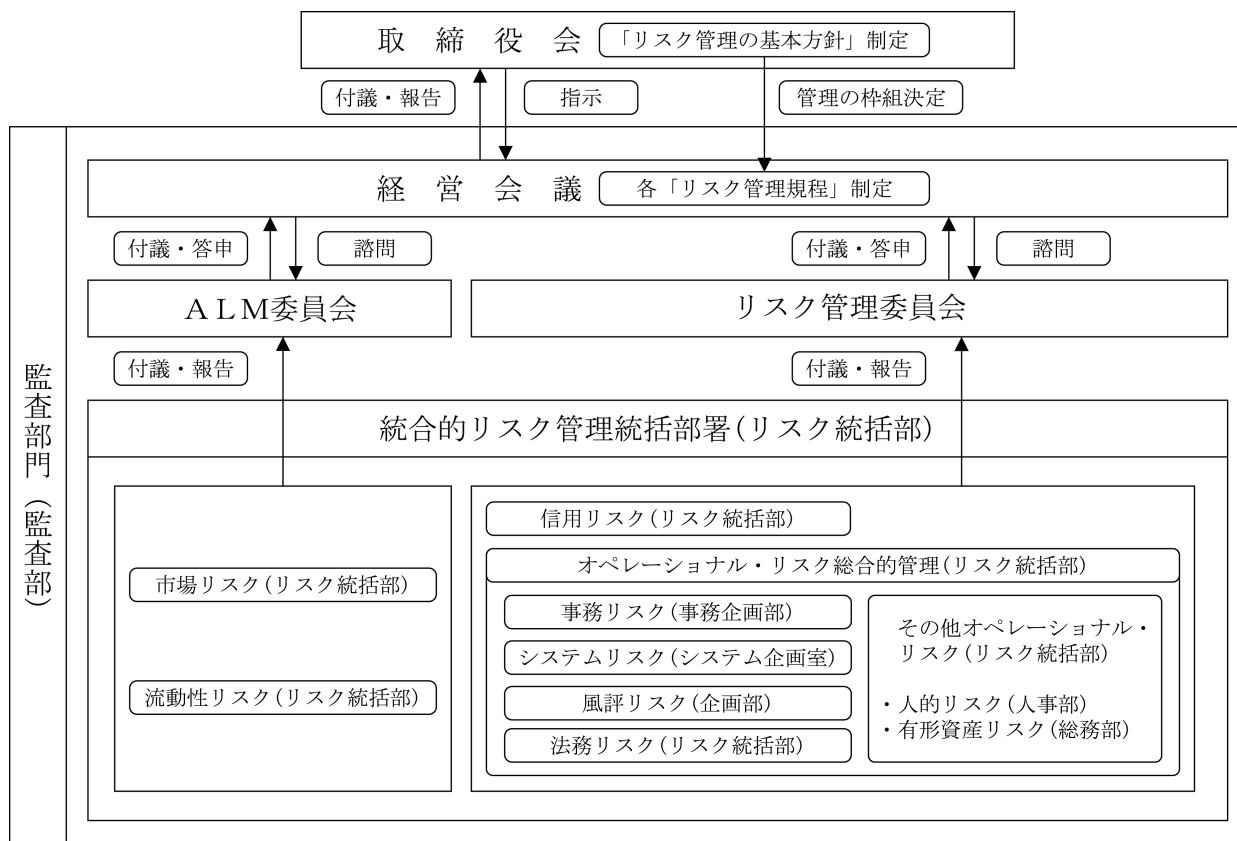 取締役会
「リスク管理の基本方針」制定
付議・報告
指示
管理の枠組決定
経営会議
各「リスク管理規程」制定
付議・答申
諮問
付議・答申
諮問
ALM委員会
リスク管理委員会
付議・報告
付議・報告
監査部門(監査部)
統合的リスク管理統括部署(リスク統括部)
市場リスク(リスク統括部)
流動性リスク(リスク統括部)
信用リスク(リスク統括部)
オペレーショナル・リスク総合的管理(リスク統括部)
事務リスク(事務企画部)
システムリスク(システム企画室)
風評リスク(企画部)
法務リスク(リスク統括部)
その他オペレーショナル・
リスク(リスク統括部)
・人的リスク(人事部)
・有形資産リスク(総務部)